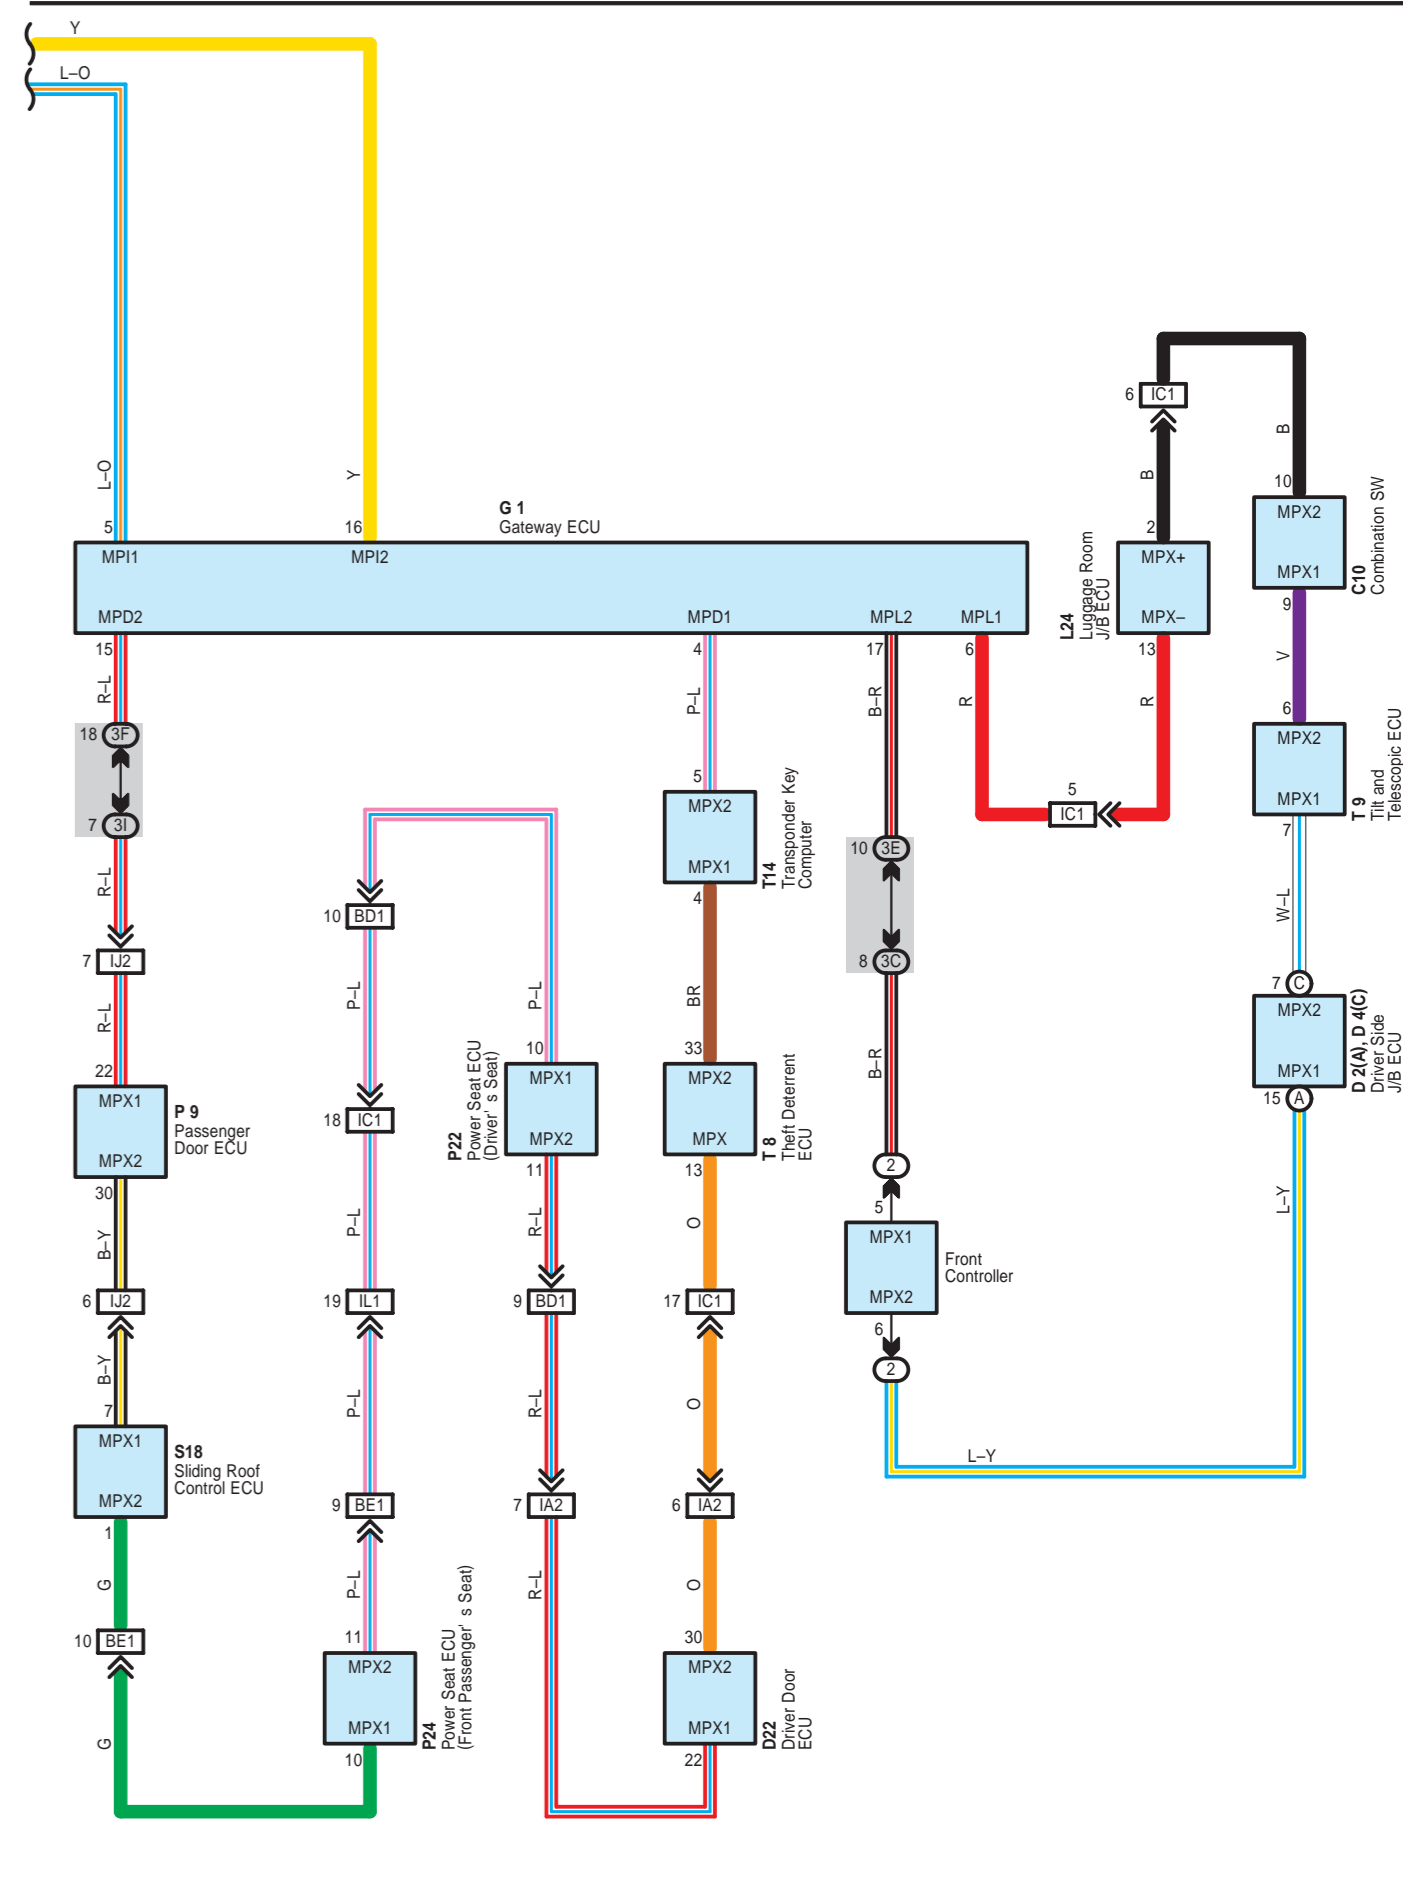 Y
L–O
L–O
Y
5
16
G 1
Gateway ECU
MPI1
MPI2
MPD2
MPD1
MPL2
MPL1
15
4
17
6
R–L
P–L
B–R
R
6
IC1
B
B
2
10
MPX+
MPX–
L24
Luggage Room
J/B ECU
13
R
5
IC1
MPX2
MPX1
C10
Combination SW
9
V
6
MPX2
MPX1
T 9
Tilt and
Telescopic ECU
7
W–L
7
C
MPX2
MPX1
D 2(A), D 4(C)
Driver Side
J/B ECU
15
A
L–Y
L–Y
18
3F
7
3I
R–L
7
IJ2
R–L
22
MPX1
MPX2
P 9
Passenger
Door ECU
30
B–Y
6
IJ2
B–Y
7
MPX1
MPX2
S18
Sliding Roof
Control ECU
1
G
10
BE1
G
10
BD1
P–L
18
IC1
P–L
19
IL1
P–L
9
BE1
P–L
11
MPX2
MPX1
P24
Power Seat ECU
(Front Passenger' s Seat)
10
P–L
10
MPX1
MPX2
P22
Power Seat ECU
(Driver' s Seat)
11
R–L
9
BD1
R–L
7
IA2
R–L
5
MPX2
MPX1
T14
Transponder Key
Computer
4
BR
33
MPX2
MPX
T 8
Theft Deterrent
ECU
13
O
17
IC1
O
6
IA2
O
30
MPX2
MPX1
D22
Driver Door
ECU
22
10
3E
8
3C
B–R
2
5
MPX1
MPX2
Front
Controller
6
2